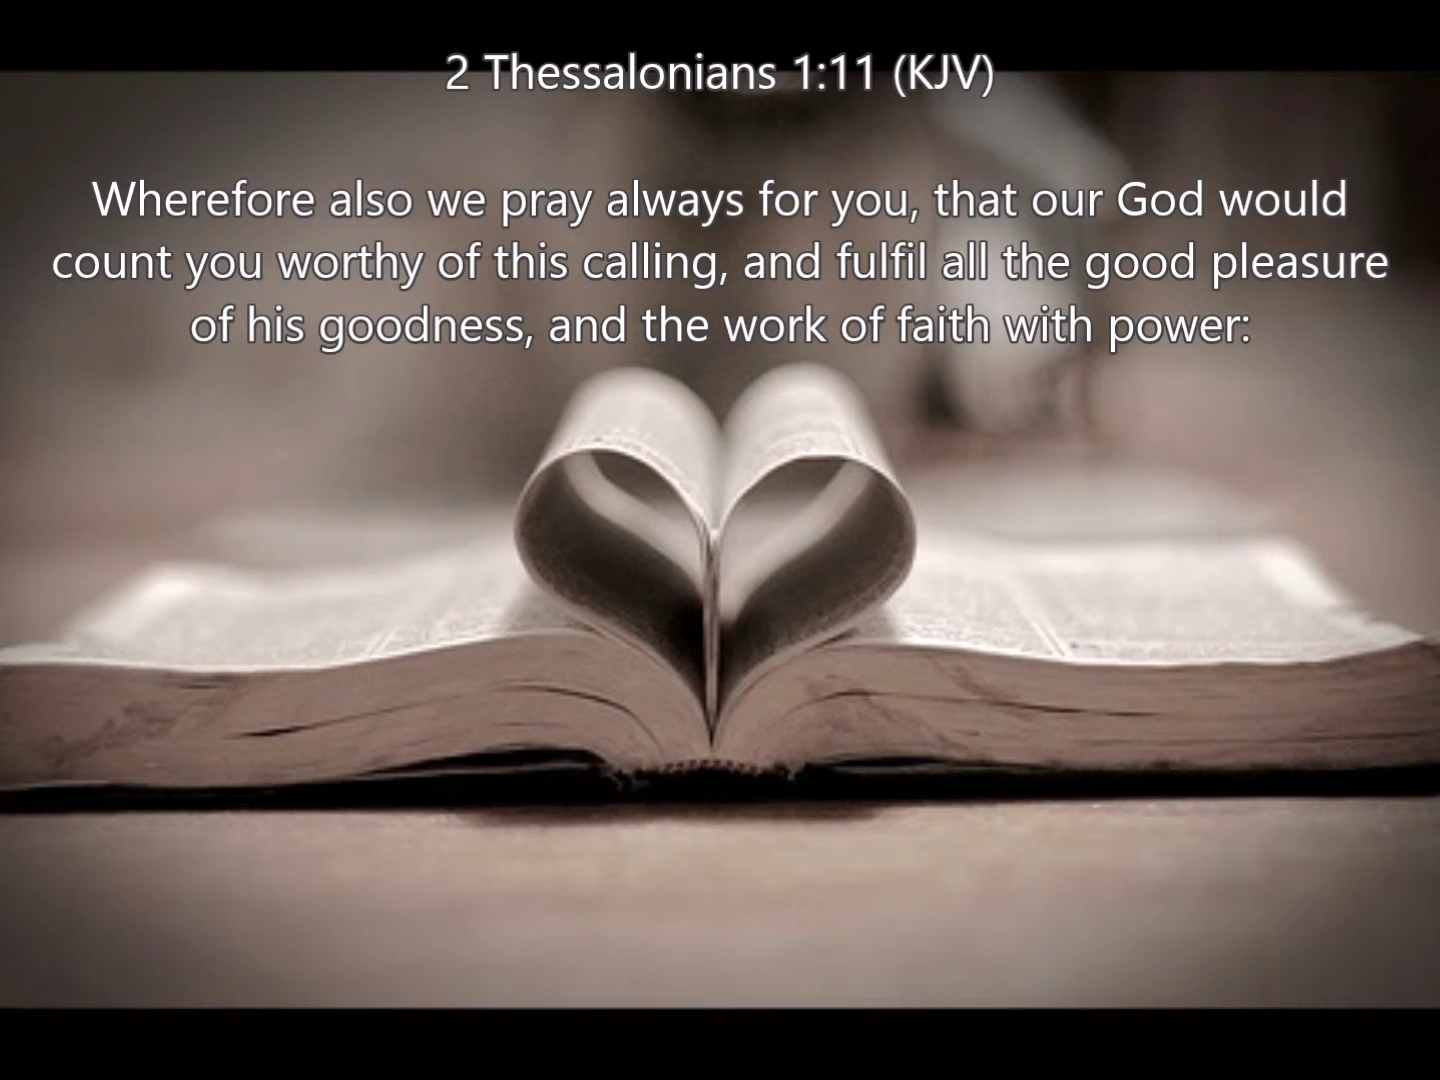 2 Thessalonians 1:11 (KJV)
Wherefore also we pray always for you, that our God would
count you worthy of this calling, and fulfil all the good pleasure
of his goodness, and the work of faith with power: